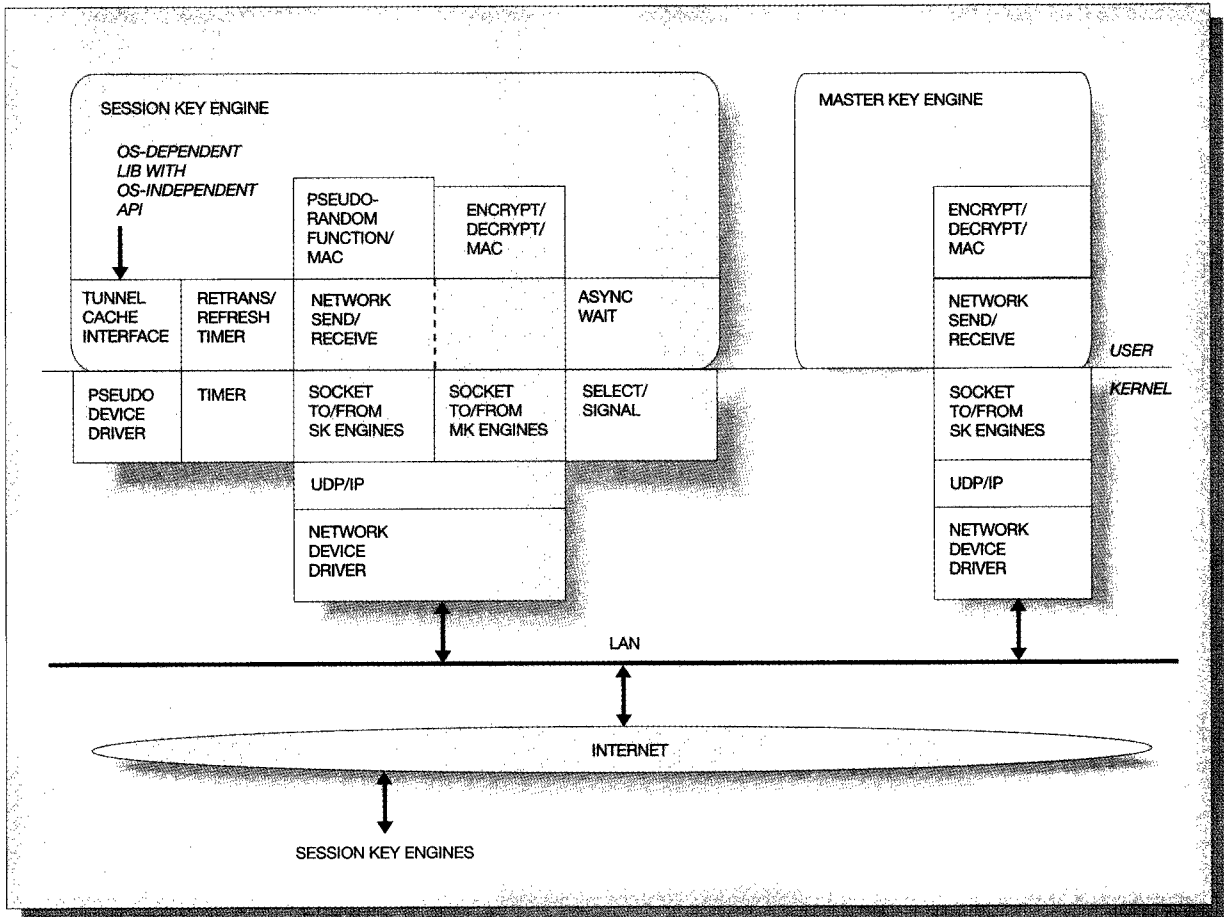 SESSION KEY ENGINE
OS-DEPENDENT
LIB WITH
OS-INDEPENDENT
API
PSEUDO-
RANDOM
FUNCTION/
MAC
ENCRYPT/
DECRYPT/
MAC
TUNNEL
CACHE
INTERFACE
RETRANS/
REFRESH
TIMER
NETWORK
SEND/
RECEIVE
ASYNC
WAIT
PSEUDO
DEVICE
DRIVER
TIMER
SOCKET
TO/FROM
SK ENGINES
SOCKET
TO/FROM
MK ENGINES
SELECT/
SIGNAL
UDP/IP
NETWORK
DEVICE
DRIVER
MASTER KEY ENGINE
ENCRYPT/
DECRYPT/
MAC
NETWORK
SEND/
RECEIVE
USER
KERNEL
SOCKET
TO/FROM
SK ENGINES
UDP/IP
NETWORK
DEVICE
DRIVER
LAN
INTERNET
SESSION KEY ENGINES